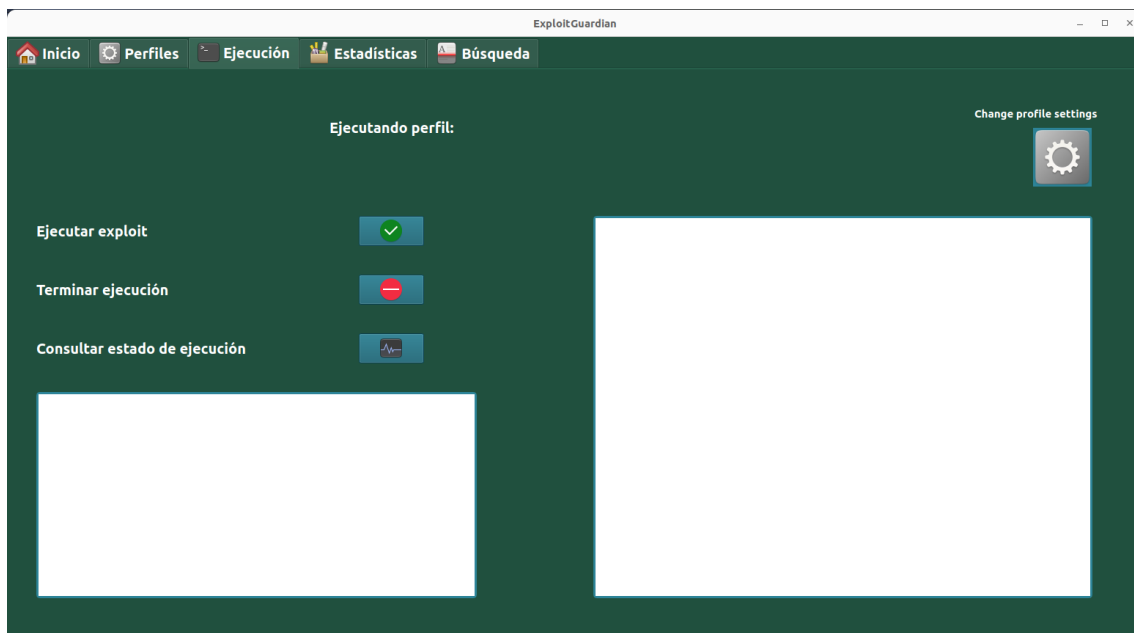 ExploitGuardian
Inicio Perfiles Ejecución Estadísticas Búsqueda
Ejecutando perfil:
Change profile settings
Ejecutar exploit
Terminar ejecución
Consultar estado de ejecución